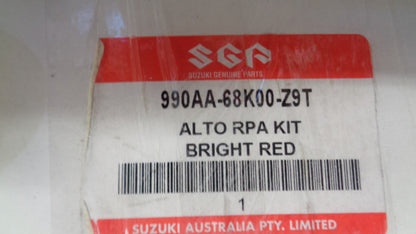 SGP
SUZUKI GENUINE PARTS
990AA-68K00-Z9T
ALTO RPA KIT
BRIGHT RED
1
SUZUKI AUSTRALIA PTY. LIMITED